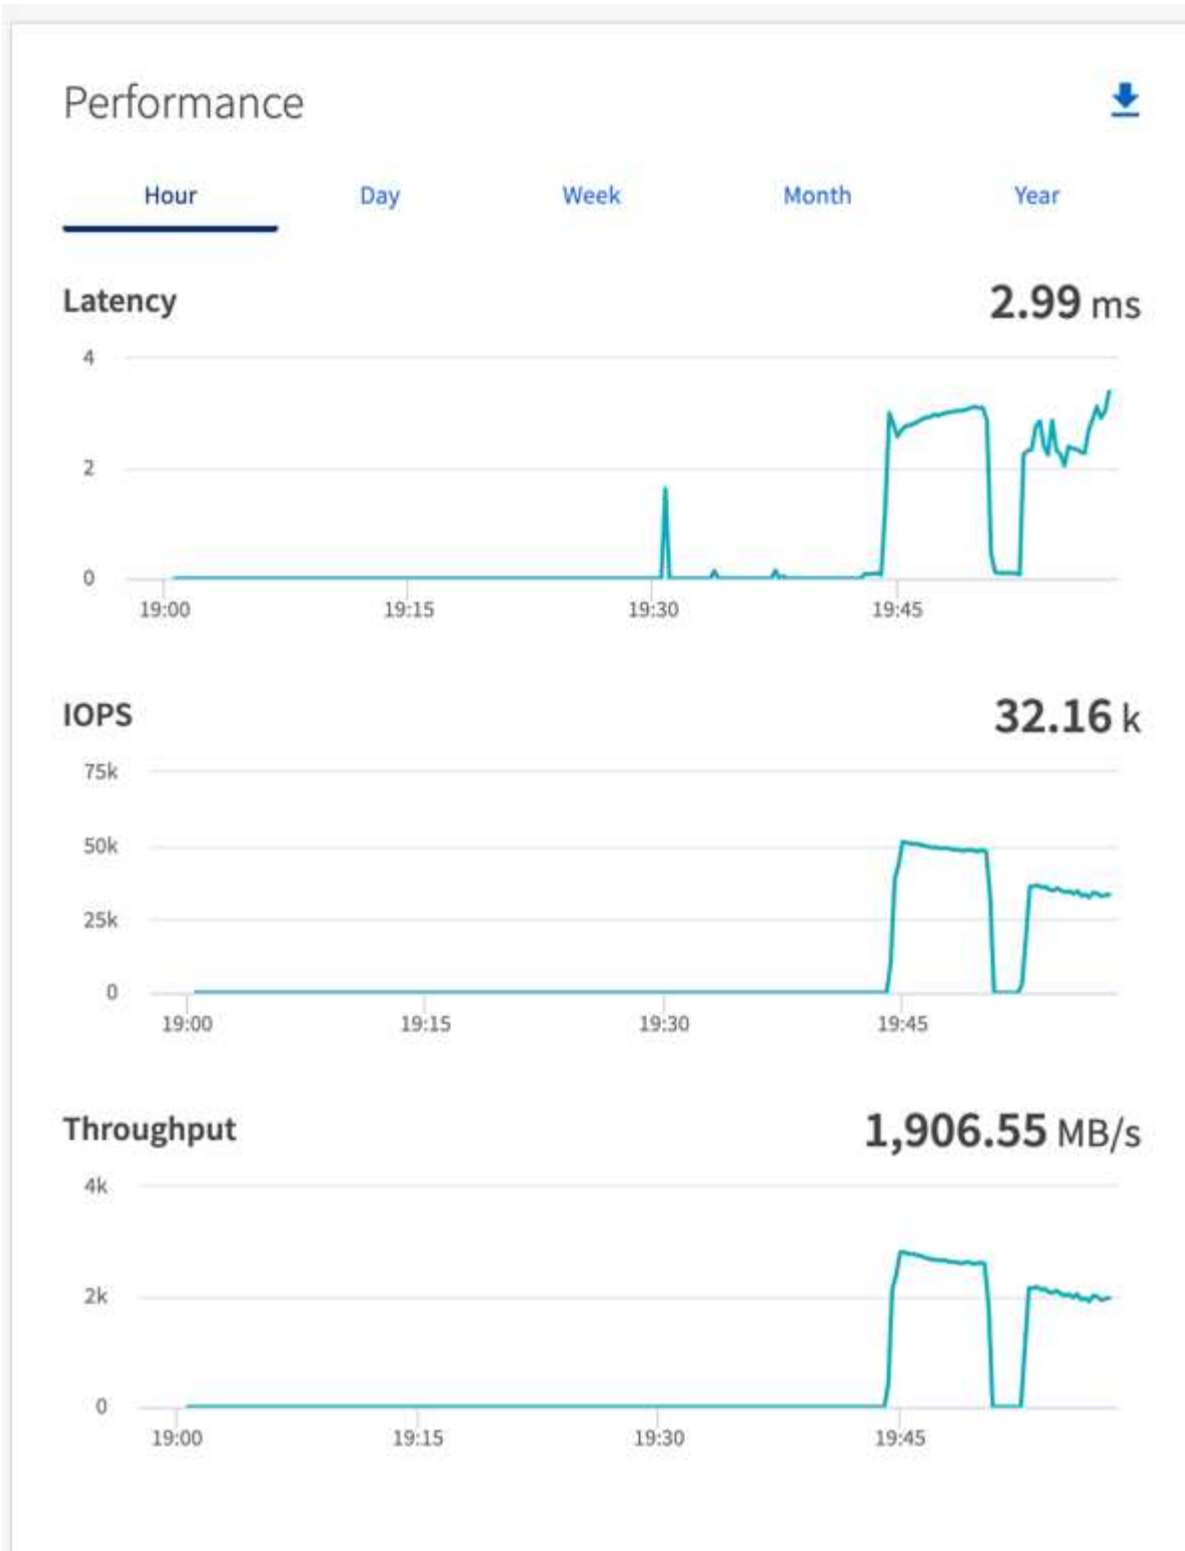 Performance
Hour Day Week Month Year
Latency 2.99 ms
4
2
0
19:00 19:15 19:30 19:45
IOPS 32.16 k
75k
50k
25k
0
19:00 19:15 19:30 19:45
Throughput 1,906.55 MB/s
4k
2k
0
19:00 19:15 19:30 19:45